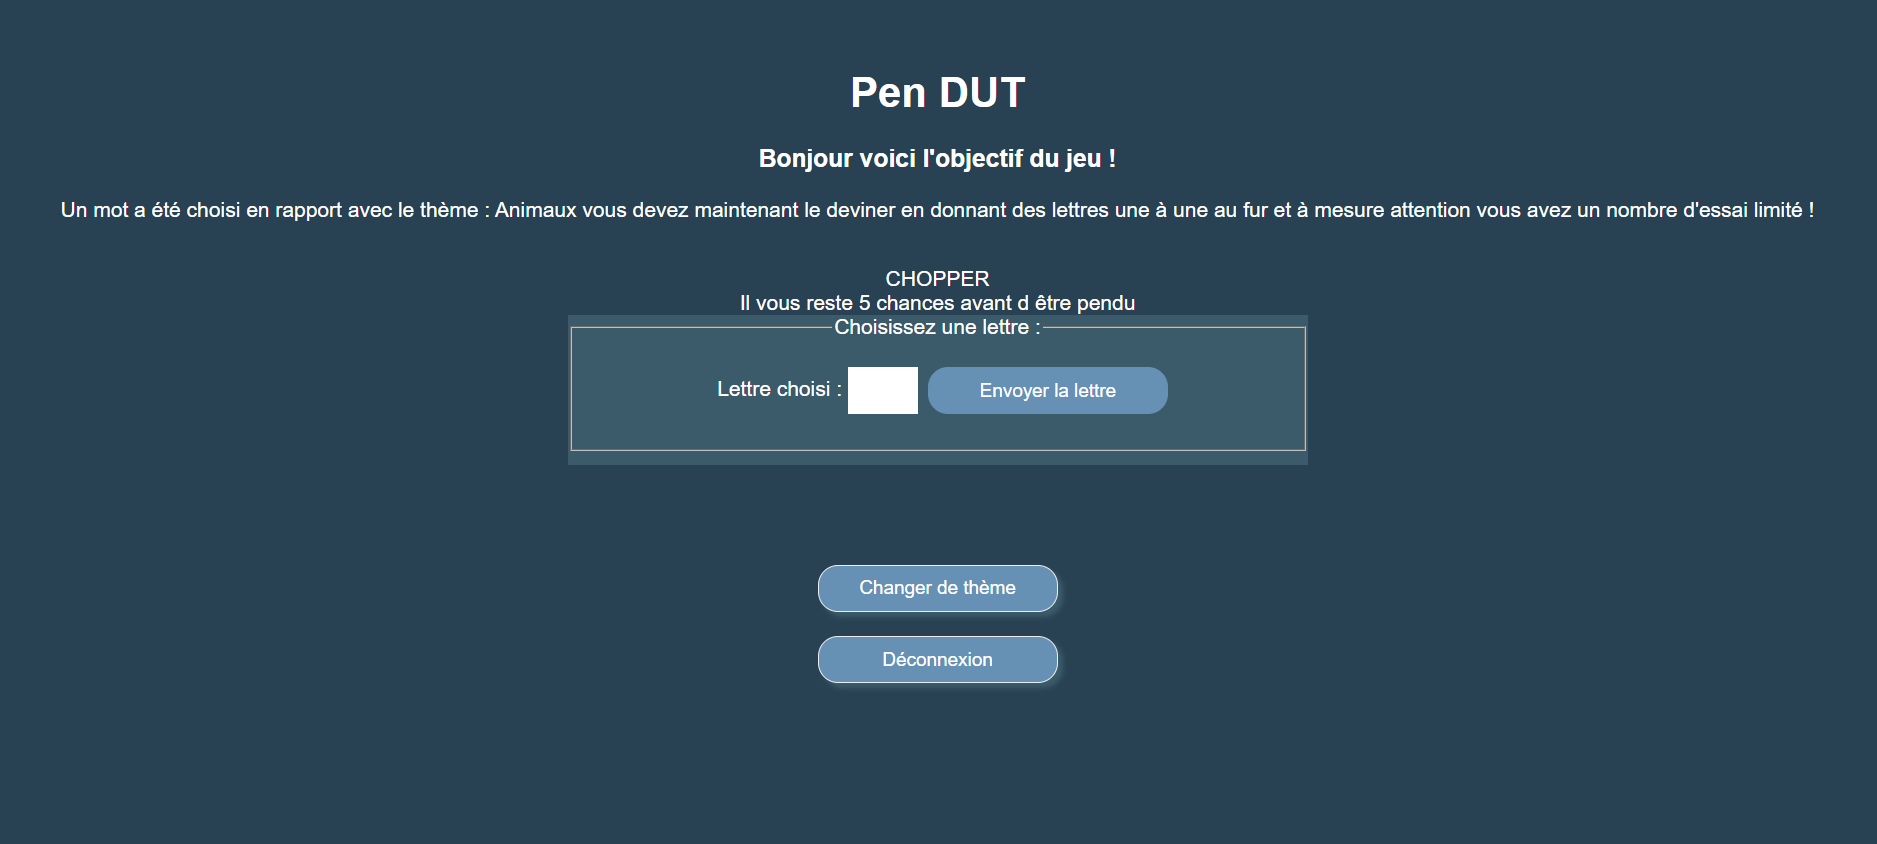 Pen DUT
Bonjour voici l'objectif du jeu !
Un mot a été choisi en rapport avec le thème : Animaux vous devez maintenant le deviner en donnant des lettres une à une au fur et à mesure attention vous avez un nombre d'essai limité !
CHOPPER
Il vous reste 5 chances avant d être pendu
Choisissez une lettre :
Lettre choisi : Envoyer la lettre
Changer de thème
Déconnexion